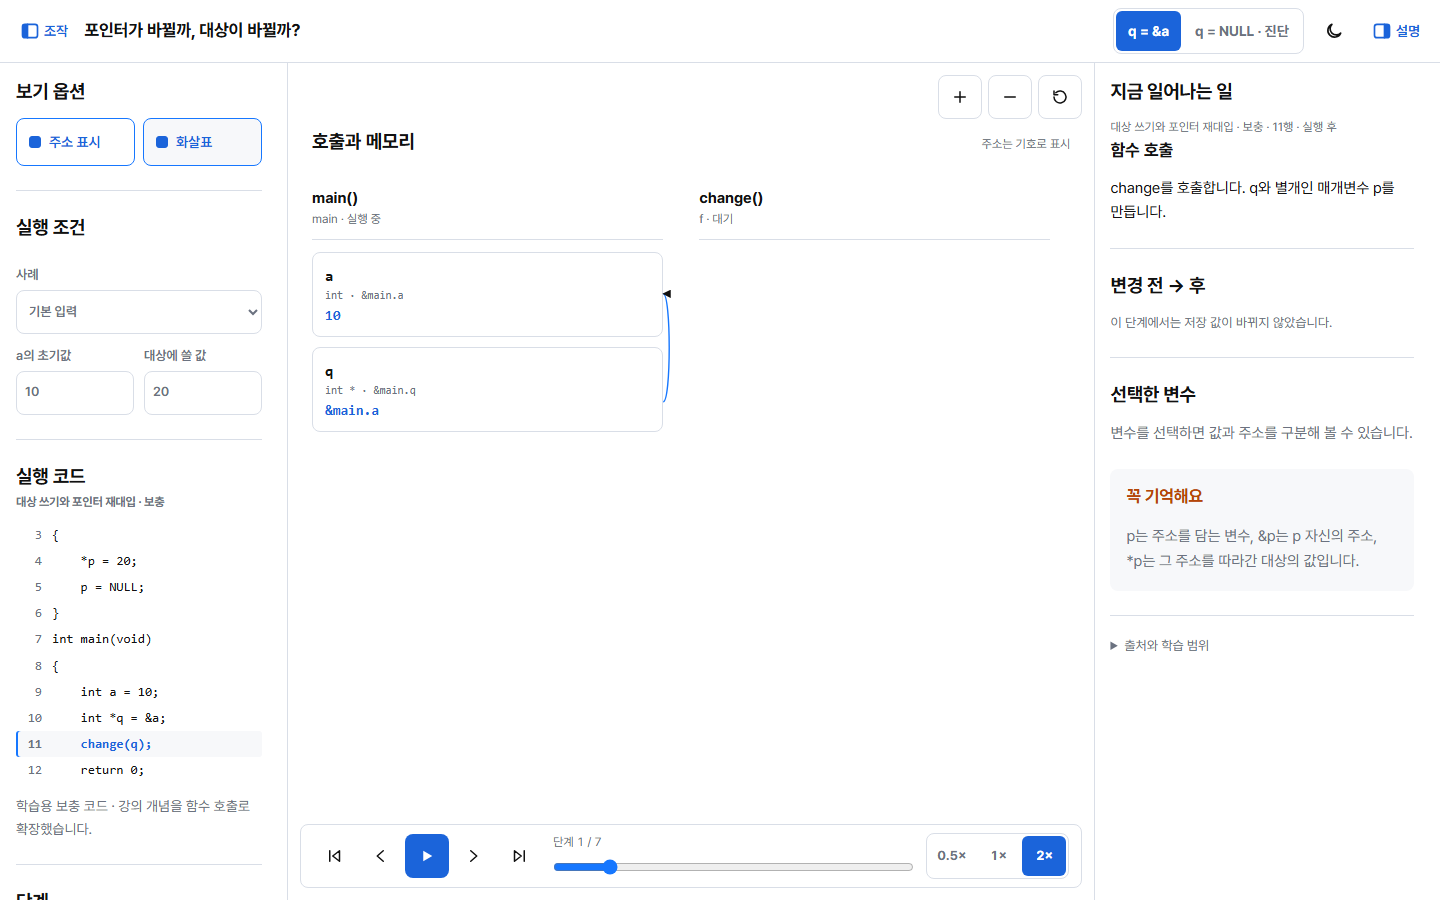 조작
포인터가 바뀔까, 대상이 바뀔까?
q = &a
q = NULL · 진단
설명
보기 옵션
주소 표시
화살표
실행 조건
사례
기본 입력
a의 초기값
대상에 쓸 값
10
20
실행 코드
대상 쓰기와 포인터 재대입 · 보충
3 {
4 *p = 20;
5 p = NULL;
6 }
7 int main(void)
8 {
9 int a = 10;
10 int *q = &a;
11 change(q);
12 return 0;
학습용 보충 코드 · 강의 개념을 함수 호출로
확장했습니다.
단계
호출과 메모리
주소는 기호로 표시
main()
main · 실행 중
change()
f · 대기
a
int · &main.a
10
q
int * · &main.q
&main.a
단계 1 / 7
0.5×
1×
2×
지금 일어나는 일
대상 쓰기와 포인터 재대입 · 보충 · 11행 · 실행 후
함수 호출
change를 호출합니다. q와 별개인 매개변수 p를
만듭니다.
변경 전 → 후
이 단계에서는 저장 값이 바뀌지 않았습니다.
선택한 변수
변수를 선택하면 값과 주소를 구분해 볼 수 있습니다.
꼭 기억해요
p는 주소를 담는 변수, &p는 p 자신의 주소,
*p는 그 주소를 따라간 대상의 값입니다.
출처와 학습 범위